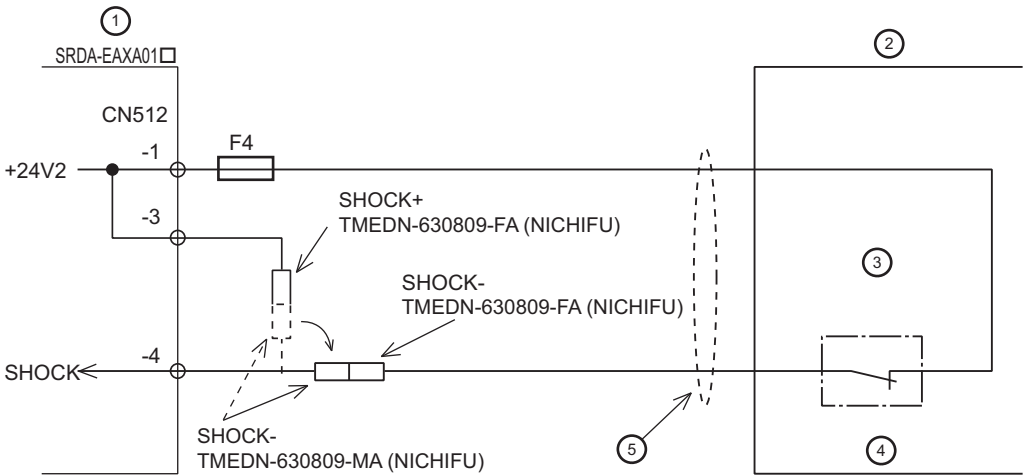 1
SRDA-EAXA01□
2
CN512
-1
F4
+24V2
-3
SHOCK+
TMEDN-630809-FA (NICHIFU)
3
SHOCK-
TMEDN-630809-FA (NICHIFU)
-4
SHOCK
SHOCK-
TMEDN-630809-MA (NICHIFU)
5
4